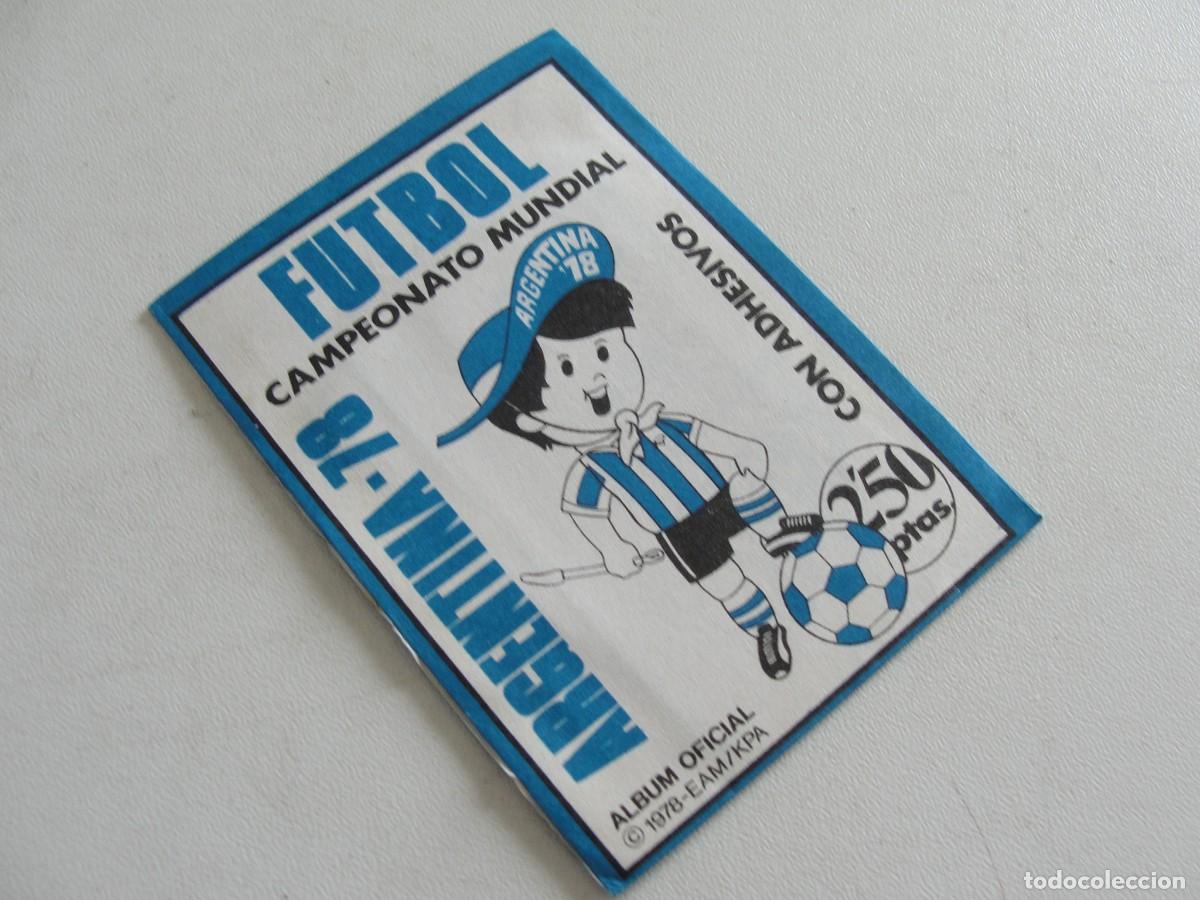 FUTBOL
CAMPEONATO MUNDIAL
ARGENTINA-78
ARGENTINA
'78
CON ADHESIVOS
2'50
ptas.
ALBUM OFICIAL
© 1978-EAM/KPA
todocoleccion